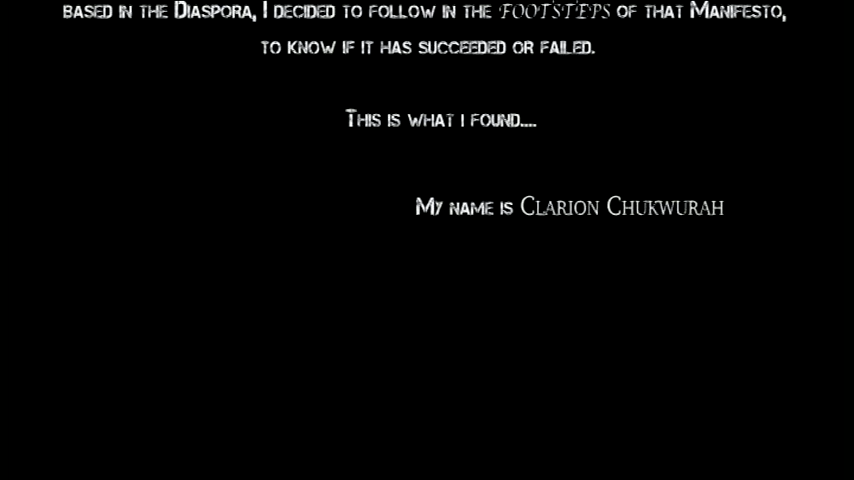 based in the Diaspora, I decided to follow in the FOOTSTEPS of that Manifesto,
to know if it has succeeded or failed.
This is what i found....
My name is Clarion Chukwurah